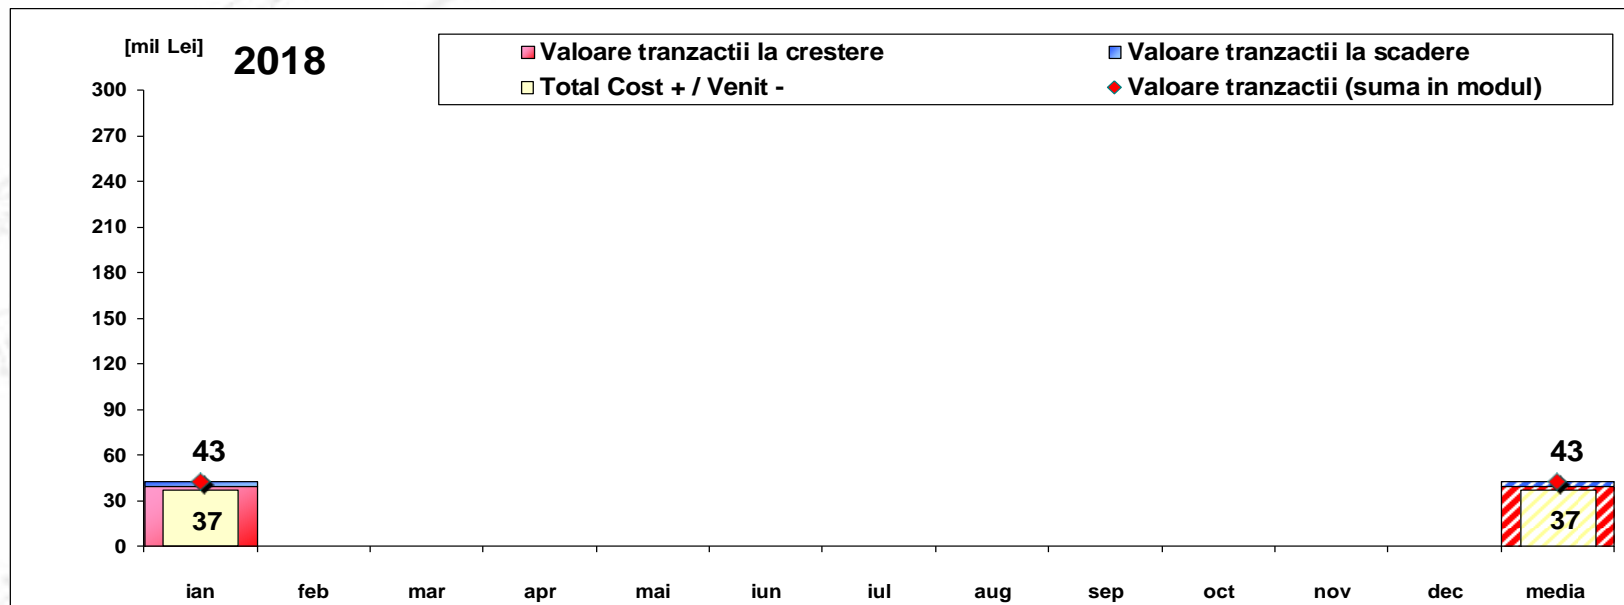 [mil Lei]
2018
Valoare tranzactii la crestere
Valoare tranzactii la scadere
Total Cost + / Venit -
Valoare tranzactii (suma in modul)
300
270
240
210
180
150
120
90
60
30
0
43
37
43
37
ian feb mar apr mai iun iul aug sep oct nov dec media